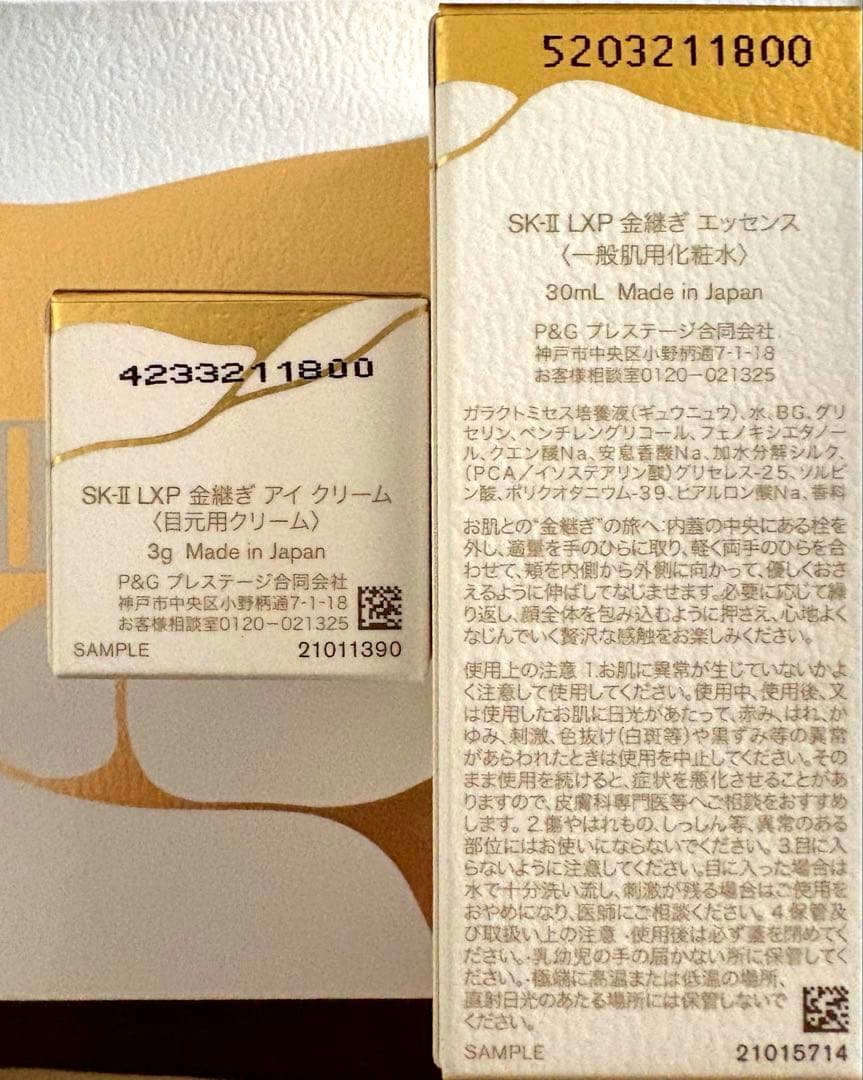 4233211800
SK-II LXP 金継ぎ アイ クリーム
〈目元用クリーム〉
3g Made in Japan
P&G プレステージ合同会社
神戸市中央区小野柄通7-1-18
お客様相談室0120-021325
SAMPLE 21011390
5203211800
SK-II LXP 金継ぎ エッセンス
〈一般肌用化粧水〉
30mL Made in Japan
P&G プレステージ合同会社
神戸市中央区小野柄通7-1-18
お客様相談室0120-021325
ガラクトミセス培養液(ギュウニュウ)、水、BG、グリ
セリン、ペンチレングリコール、フェノキシエタノー
ル、クエン酸Na、安息香酸Na、加水分解シルク、
(PCA/イソステアリン酸)グリセレス-25、ソルビ
ン酸、ポリクオタニウム-39、ヒアルロン酸Na、香料
お肌との"金継ぎ"の旅へ:内蓋の中央にある栓を
外し、適量を手のひらに取り、軽く両手のひらを合
わせて、頬を内側から外側に向かって、優しくおさ
えるように伸ばしてなじませます。必要に応じて繰
り返し、顔全体を包み込むように押さえ、心地よく
なじんでいく贅沢な感触をお楽しみください。
使用上の注意 1.お肌に異常が生じていないかよ
く注意して使用してください。使用中、使用後、又
は使用したお肌に日光があたって、赤み、はれ、か
ゆみ、刺激、色抜け(白斑等)や黒ずみ等の異常
があらわれたときは使用を中止してください。その
まま使用を続けると、症状を悪化させることがあ
りますので、皮膚科専門医等へご相談をおすすめ
します。2.傷やはれもの、しっしん等、異常のある
部位にはお使いにならないでください。3.目に入
らないように注意してください。目に入った場合は
水で十分洗い流し、刺激が残る場合はご使用を
おやめになり、医師にご相談ください。4.保管及
び取扱い上の注意・使用後は必ず蓋を閉めてく
ださい。・乳幼児の手の届かない所に保管してく
ださい。・極端に高温または低温の場所、
直射日光のあたる場所には保管しないで
ください。
SAMPLE 21015714